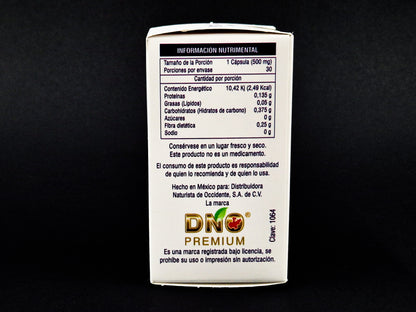 INFORMACIÓN NUTRIMENTAL
Tamaño de la Porción 1 Cápsula (500 mg)
Porciones por envase 30
Cantidad por porción
Contenido Energético 10,42 Kj (2,49 Kcal)
Proteínas 0,135 g
Grasas (Lípidos) 0,05 g
Carbohidratos (Hidratos de carbono) 0,375 g
Azúcares 0 g
Fibra dietética 0,25 g
Sodio 0 g
Consérvese en un lugar fresco y seco.
Este producto no es un medicamento.
El consumo de este producto es responsabilidad
de quien lo recomienda y de quien lo usa.
Hecho en México para: Distribuidora
Naturista de Occidente, S.A. de C.V.
La marca
DNO®
PREMIUM
Es una marca registrada bajo licencia, se
prohibe su uso o impresión sin autorización.
Clave: 1064